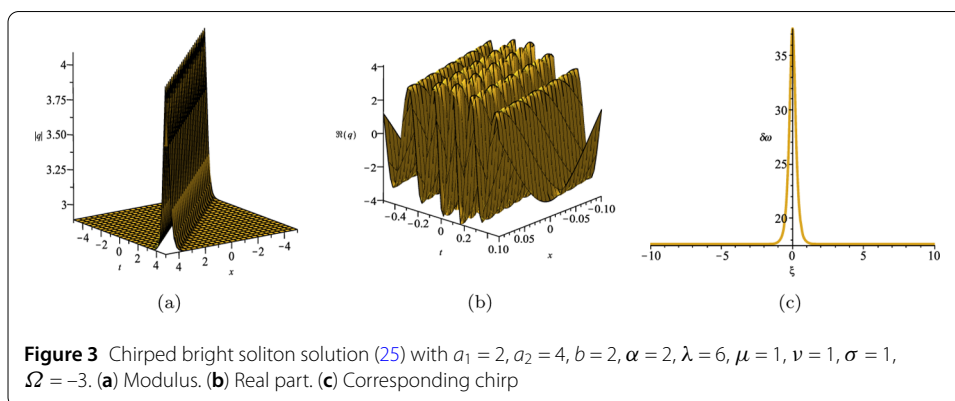 4
3.75
|q| 3.50
3.25
3
−4 −2 0 2 4
t
4 2 0 −2 −4
x
(a)
4
2
ℜ(q) 0
−2
−4
−0.4 −0.2 0 0.2
t
0.10 0.05 0 −0.05 −0.10
x
(b)
35
30
δω
25
20
−10 −5 0 5 10
ξ
(c)
Figure 3 Chirped bright soliton solution (25) with a₁ = 2, a₂ = 4, b = 2, α = 2, λ = 6, μ = 1, ν = 1, σ = 1,
Ω = –3. (a) Modulus. (b) Real part. (c) Corresponding chirp